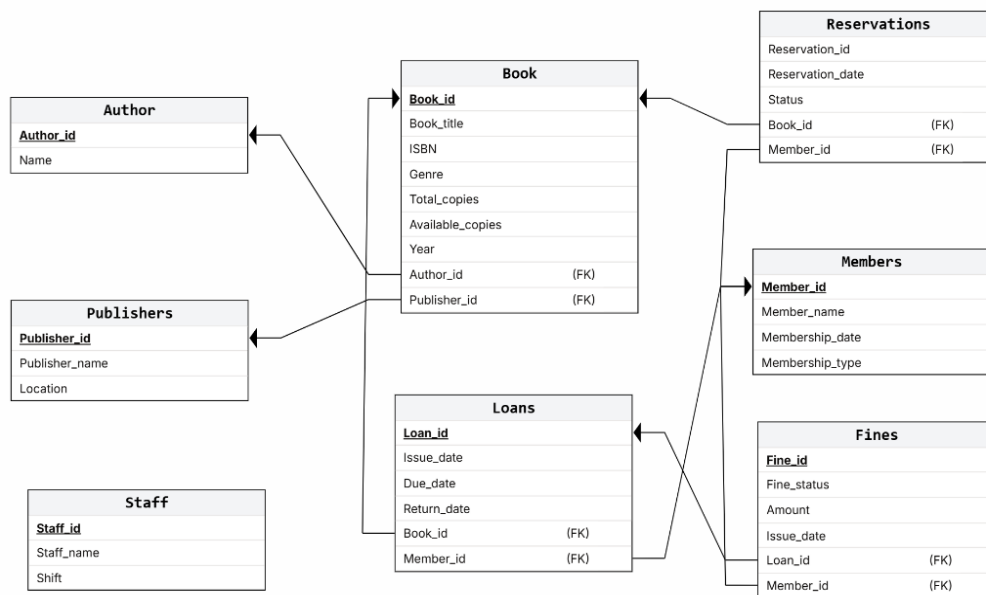 Author
Author_id
Name
Publishers
Publisher_id
Publisher_name
Location
Staff
Staff_id
Staff_name
Shift
Book
Book_id
Book_title
ISBN
Genre
Total_copies
Available_copies
Year
Author_id (FK)
Publisher_id (FK)
Loans
Loan_id
Issue_date
Due_date
Return_date
Book_id (FK)
Member_id (FK)
Reservations
Reservation_id
Reservation_date
Status
Book_id (FK)
Member_id (FK)
Members
Member_id
Member_name
Membership_date
Membership_type
Fines
Fine_id
Fine_status
Amount
Issue_date
Loan_id (FK)
Member_id (FK)